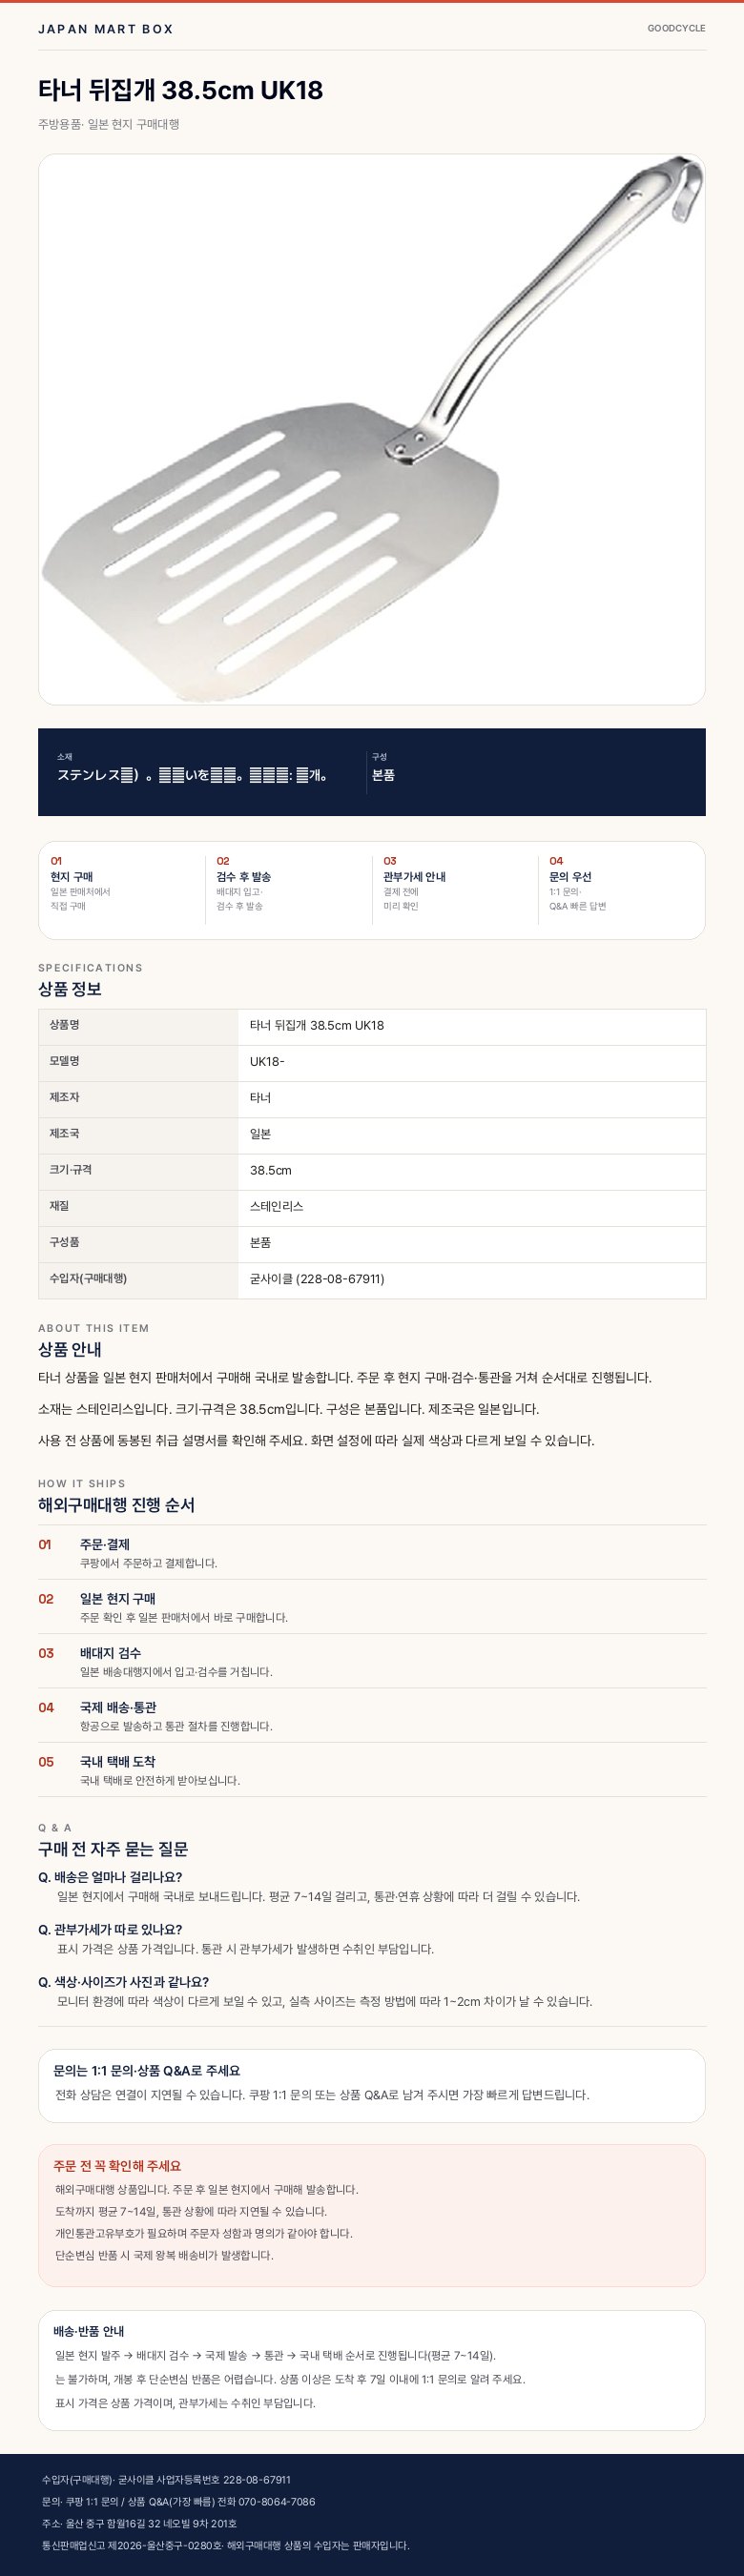 JAPAN MART BOX
GOODCYCLE
타너 뒤집개 38.5cm UK18
주방용품· 일본 현지 구매대행
소재
ステンレス) 。いを。: 개。
구성
본품
01
현지 구매
일본 판매처에서
직접 구매
02
검수 후 발송
배대지 입고·
검수 후 발송
03
관부가세 안내
결제 전에
미리 확인
04
문의 우선
1:1 문의·
Q&A 빠른 답변
SPECIFICATIONS
상품 정보
상품명 타너 뒤집개 38.5cm UK18
모델명 UK18-
제조자 타너
제조국 일본
크기·규격 38.5cm
재질 스테인리스
구성품 본품
수입자(구매대행) 굳사이클 (228-08-67911)
ABOUT THIS ITEM
상품 안내
타너 상품을 일본 현지 판매처에서 구매해 국내로 발송합니다. 주문 후 현지 구매·검수·통관을 거쳐 순서대로 진행됩니다.
소재는 스테인리스입니다. 크기·규격은 38.5cm입니다. 구성은 본품입니다. 제조국은 일본입니다.
사용 전 상품에 동봉된 취급 설명서를 확인해 주세요. 화면 설정에 따라 실제 색상과 다르게 보일 수 있습니다.
HOW IT SHIPS
해외구매대행 진행 순서
01 주문·결제
쿠팡에서 주문하고 결제합니다.
02 일본 현지 구매
주문 확인 후 일본 판매처에서 바로 구매합니다.
03 배대지 검수
일본 배송대행지에서 입고·검수를 거칩니다.
04 국제 배송·통관
항공으로 발송하고 통관 절차를 진행합니다.
05 국내 택배 도착
국내 택배로 안전하게 받아보십니다.
Q & A
구매 전 자주 묻는 질문
Q. 배송은 얼마나 걸리나요?
일본 현지에서 구매해 국내로 보내드립니다. 평균 7~14일 걸리고, 통관·연휴 상황에 따라 더 걸릴 수 있습니다.
Q. 관부가세가 따로 있나요?
표시 가격은 상품 가격입니다. 통관 시 관부가세가 발생하면 수취인 부담입니다.
Q. 색상·사이즈가 사진과 같나요?
모니터 환경에 따라 색상이 다르게 보일 수 있고, 실측 사이즈는 측정 방법에 따라 1~2cm 차이가 날 수 있습니다.
문의는 1:1 문의·상품 Q&A로 주세요
전화 상담은 연결이 지연될 수 있습니다. 쿠팡 1:1 문의 또는 상품 Q&A로 남겨 주시면 가장 빠르게 답변드립니다.
주문 전 꼭 확인해 주세요
해외구매대행 상품입니다. 주문 후 일본 현지에서 구매해 발송합니다.
도착까지 평균 7~14일, 통관 상황에 따라 지연될 수 있습니다.
개인통관고유부호가 필요하며 주문자 성함과 명의가 같아야 합니다.
단순변심 반품 시 국제 왕복 배송비가 발생합니다.
배송·반품 안내
일본 현지 발주 → 배대지 검수 → 국제 발송 → 통관 → 국내 택배 순서로 진행됩니다(평균 7~14일).
는 불가하며, 개봉 후 단순변심 반품은 어렵습니다. 상품 이상은 도착 후 7일 이내에 1:1 문의로 알려 주세요.
표시 가격은 상품 가격이며, 관부가세는 수취인 부담입니다.
수입자(구매대행)· 굳사이클 사업자등록번호 228-08-67911
문의· 쿠팡 1:1 문의 / 상품 Q&A(가장 빠름) 전화 070-8064-7086
주소· 울산 중구 함월16길 32 네오빌 9차 201호
통신판매업신고 제2026-울산중구-0280호· 해외구매대행 상품의 수입자는 판매자입니다.